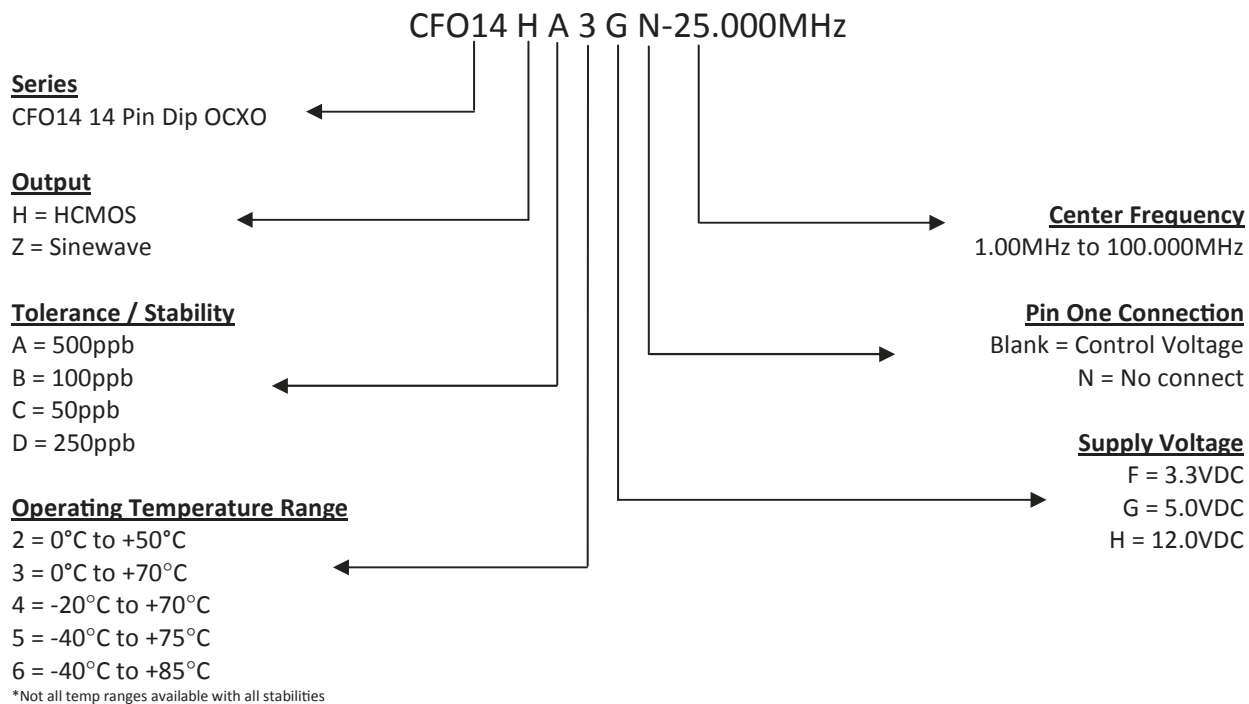 CFO14 H A 3 G N-25.000MHz
Series
CFO14 14 Pin Dip OCXO
Output
H = HCMOS
Z = Sinewave
Tolerance / Stability
A = 500ppb
B = 100ppb
C = 50ppb
D = 250ppb
Operating Temperature Range
2 = 0°C to +50°C
3 = 0°C to +70°C
4 = -20°C to +70°C
5 = -40°C to +75°C
6 = -40°C to +85°C
*Not all temp ranges available with all stabilities
Center Frequency
1.00MHz to 100.000MHz
Pin One Connection
Blank = Control Voltage
N = No connect
Supply Voltage
F = 3.3VDC
G = 5.0VDC
H = 12.0VDC